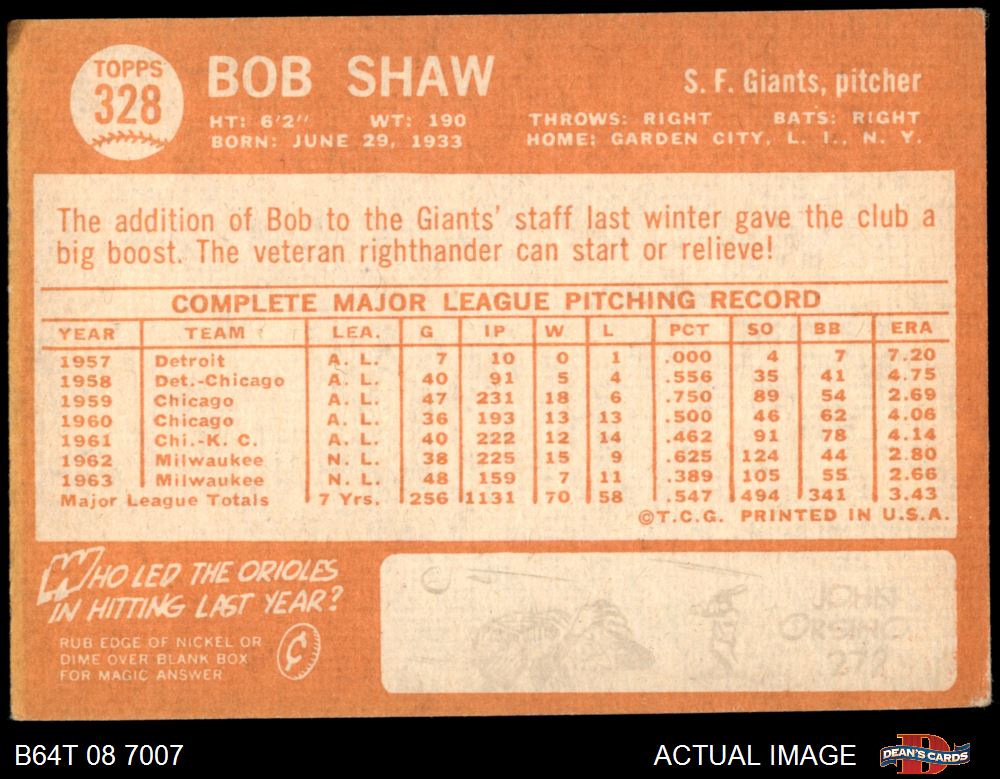 TOPPS
328
BOB SHAW
S. F. Giants, pitcher
HT: 6'2" WT: 190 THROWS: RIGHT BATS: RIGHT
BORN: JUNE 29, 1933 HOME: GARDEN CITY, L. I., N. Y.
The addition of Bob to the Giants' staff last winter gave the club a
big boost. The veteran righthander can start or relieve!
COMPLETE MAJOR LEAGUE PITCHING RECORD
YEAR TEAM LEA. G IP W L PCT SO BB ERA
1957 Detroit A. L. 7 10 0 1 .000 4 7 7.20
1958 Det.-Chicago A. L. 40 91 5 4 .556 35 41 4.75
1959 Chicago A. L. 47 231 18 6 .750 89 54 2.69
1960 Chicago A. L. 36 193 13 13 .500 46 62 4.06
1961 Chi.-K. C. A. L. 40 222 12 14 .462 91 78 4.14
1962 Milwaukee N. L. 38 225 15 9 .625 124 44 2.80
1963 Milwaukee N. L. 48 159 7 11 .389 105 55 2.66
Major League Totals 7 Yrs. 256 1131 70 58 .547 494 341 3.43
©T.C.G. PRINTED IN U.S.A.
WHO LED THE ORIOLES
IN HITTING LAST YEAR?
RUB EDGE OF NICKEL OR
DIME OVER BLANK BOX
FOR MAGIC ANSWER
¢
JOHN
ORSINO
272
B64T 08 7007
ACTUAL IMAGE
DEAN'S CARDS